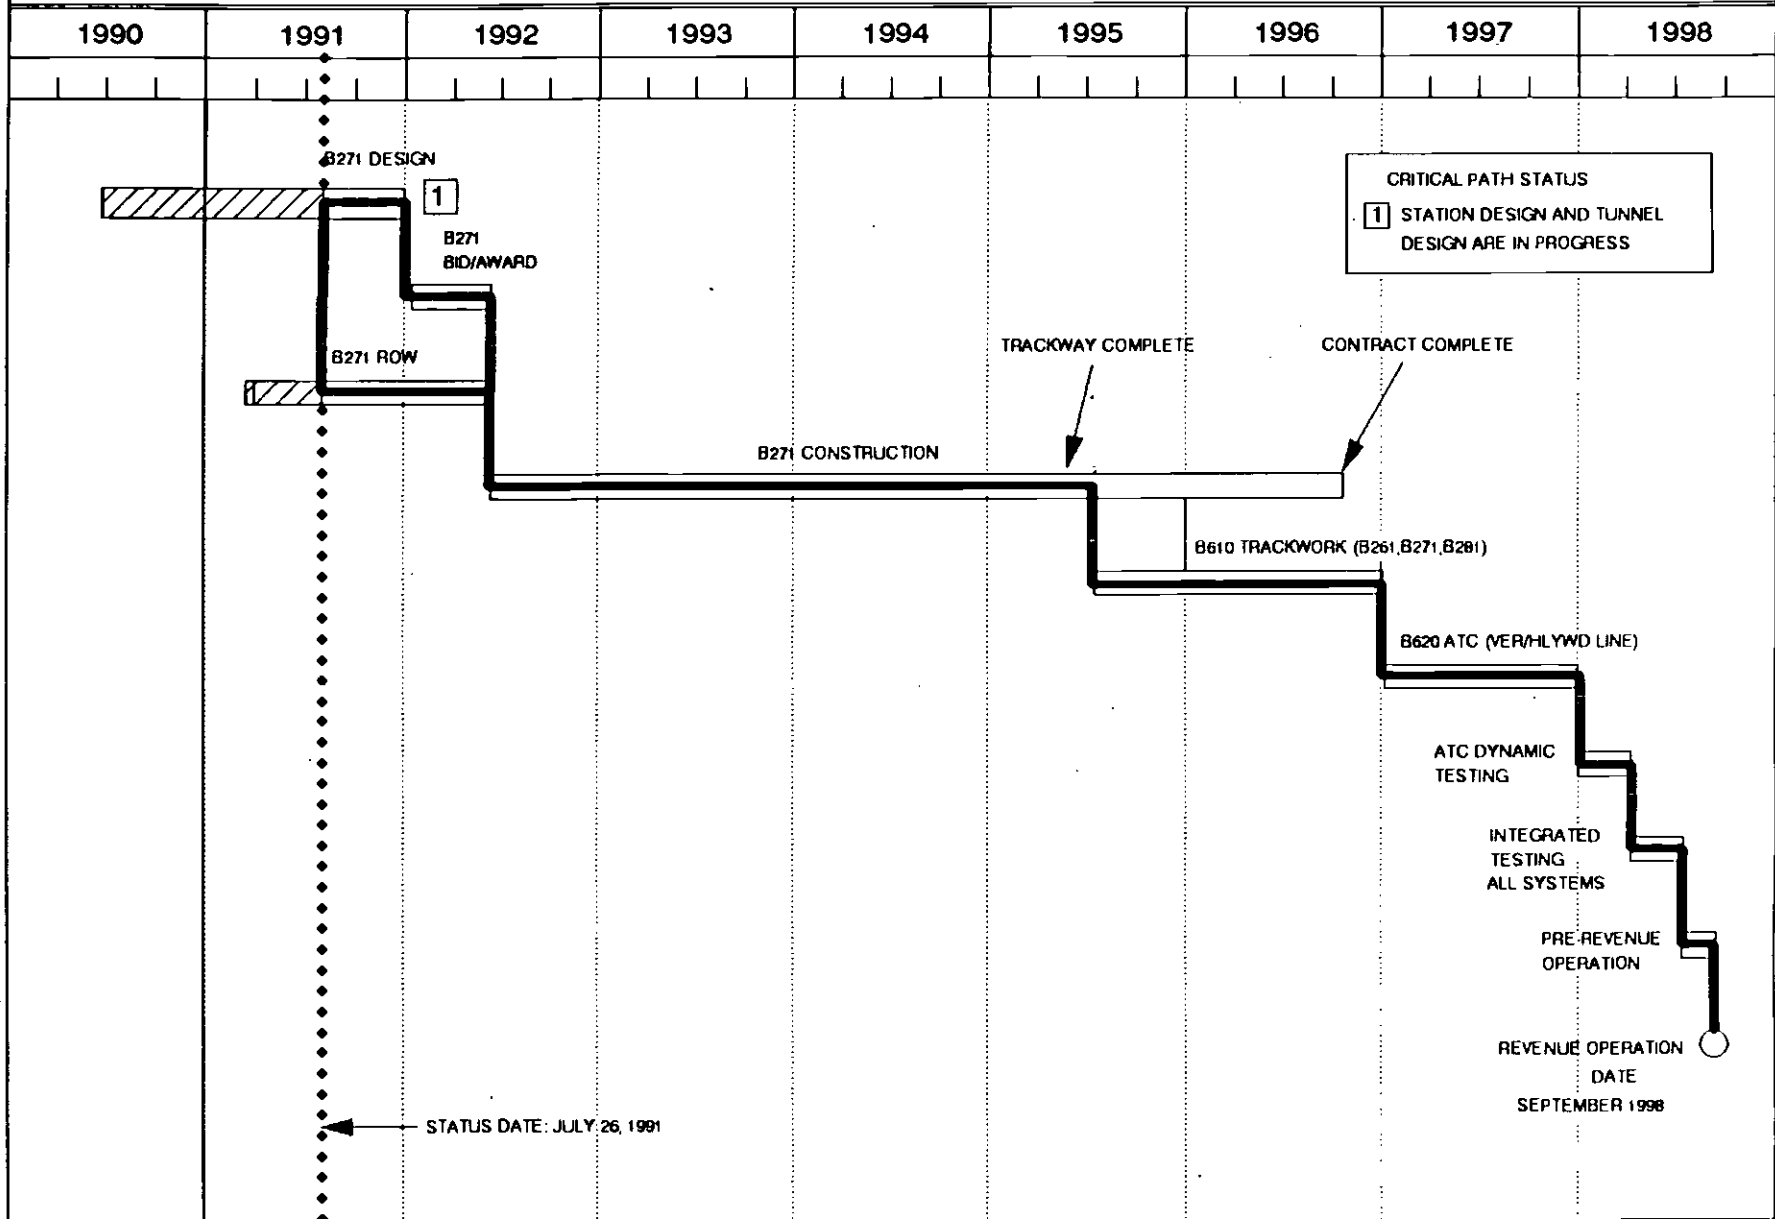 1990 1991 1992 1993 1994 1995 1996 1997 1998
B271 DESIGN
1
CRITICAL PATH STATUS
1 STATION DESIGN AND TUNNEL
DESIGN ARE IN PROGRESS
B271
BID/AWARD
B271 ROW
TRACKWAY COMPLETE
CONTRACT COMPLETE
B271 CONSTRUCTION
B610 TRACKWORK (B261,B271,B281)
B620 ATC (VER/HLYWD LINE)
ATC DYNAMIC
TESTING
INTEGRATED
TESTING
ALL SYSTEMS
PRE-REVENUE
OPERATION
REVENUE OPERATION
DATE
SEPTEMBER 1998
STATUS DATE: JULY 26, 1991